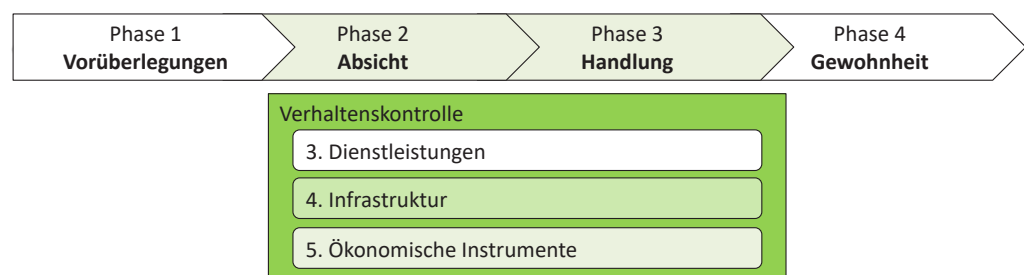 Phase 1
Vorüberlegungen
Phase 2
Absicht
Phase 3
Handlung
Phase 4
Gewohnheit
Verhaltenskontrolle
3. Dienstleistungen
4. Infrastruktur
5. Ökonomische Instrumente